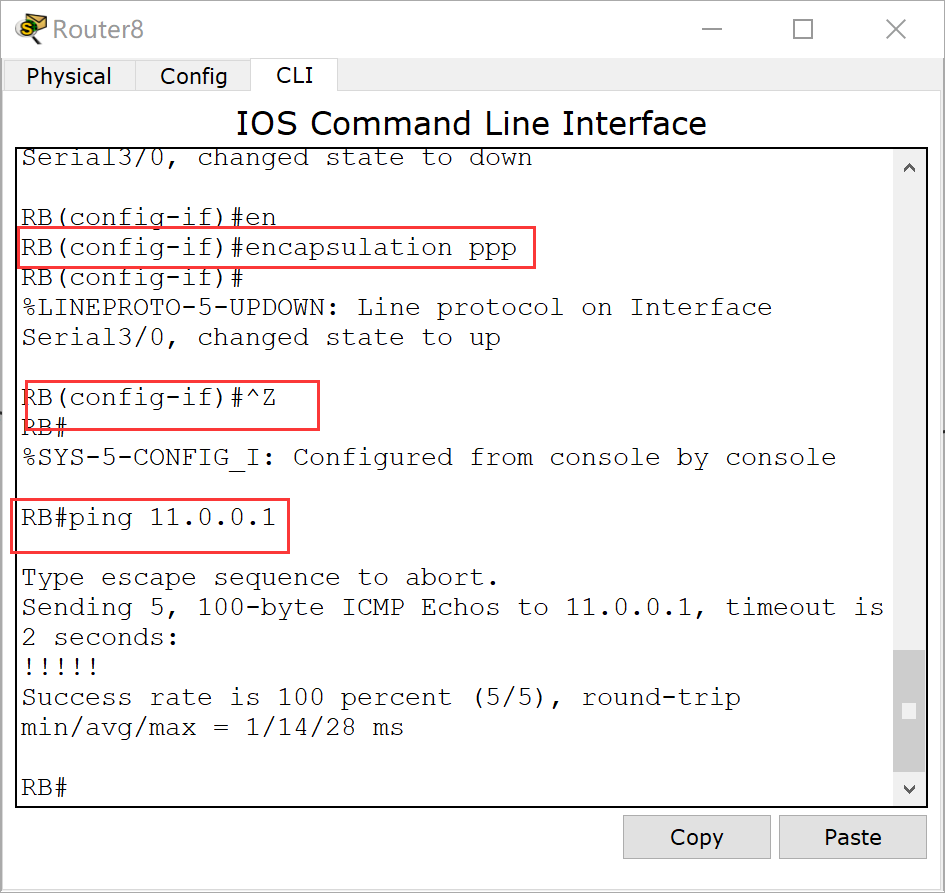 Router8
Physical Config CLI
IOS Command Line Interface
Serial3/0, changed state to down
RB(config-if)#en
RB(config-if)#encapsulation ppp
RB(config-if)#
%LINEPROTO-5-UPDOWN: Line protocol on Interface
Serial3/0, changed state to up
RB(config-if)#^Z
RB#
%SYS-5-CONFIG_I: Configured from console by console
RB#ping 11.0.0.1
Type escape sequence to abort.
Sending 5, 100-byte ICMP Echos to 11.0.0.1, timeout is
2 seconds:
!!!!!
Success rate is 100 percent (5/5), round-trip
min/avg/max = 1/14/28 ms
RB#
Copy Paste